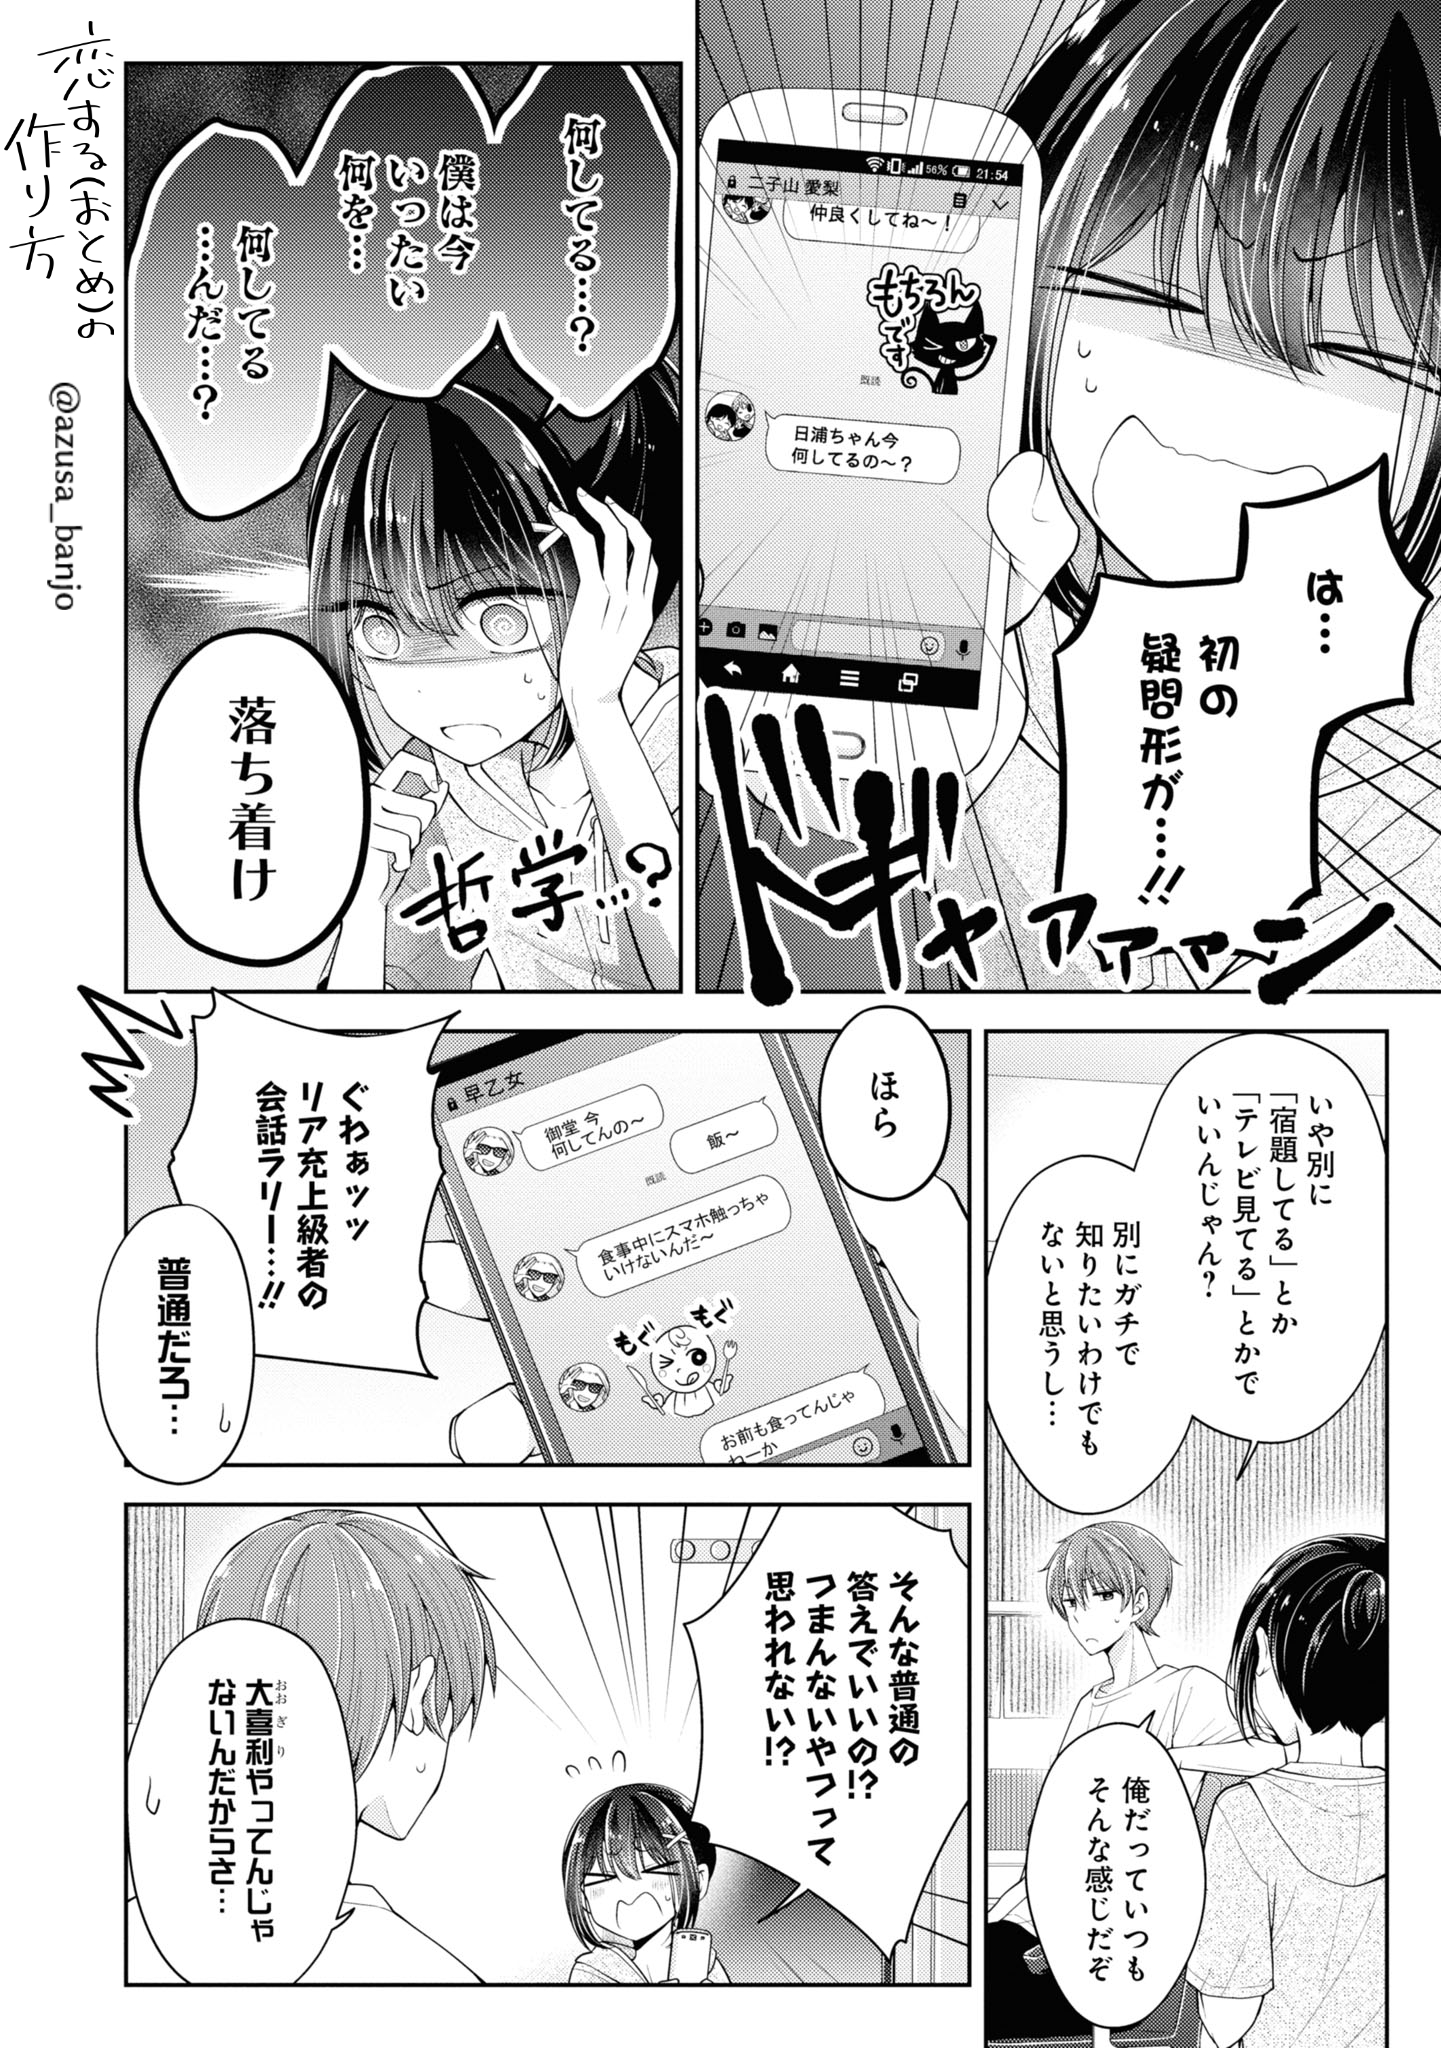 恋する(おとめ)の
作り方
@azusa_banjo
21:54
56%
二子山 愛梨
仲良くしてね〜!
もちろん
です
既読
日浦ちゃん今
何してるの〜?
は…
初の
疑問形が…!!
ドギャァァァン
何してる…?
僕は今
いったい
何を…
何してる
…んだ…?
落ち着け
哲学…?
いや別に
「宿題してる」とか
「テレビ見てる」とかで
いいんじゃん?
別にガチで
知りたいわけでも
ないと思うし…
俺だっていつも
そんな感じだぞ
ほら
早乙女
御堂 今
何してんの〜
飯〜
既読
食事中にスマホ触っちゃ
いけないんだ〜
もぐ
もぐ
お前も食ってんじゃ
ねーか
ぐわぁッッ
リア充上級者の
会話ラリー…!!
普通だろ…
そんな普通の
答えでいいの!?
つまんないやつって
思われない!?
大喜利やってんじゃ
おおぎり
ないんだからさ…